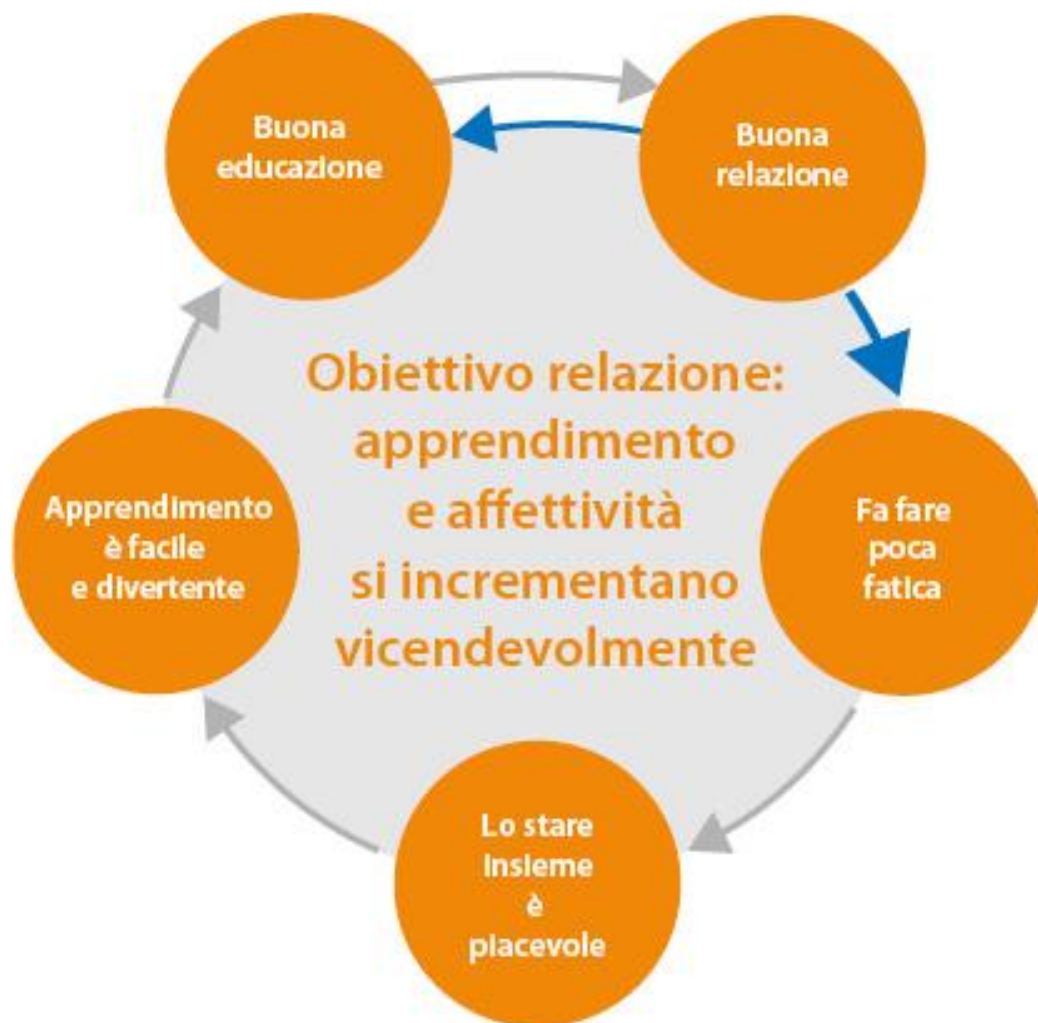 Buona
educazione
Buona
relazione
Obiettivo relazione:
apprendimento
e affettività
si incrementano
vicendevolmente
Apprendimento
è facile
e divertente
Fa fare
poca
fatica
Lo stare
insieme
è
piacevole